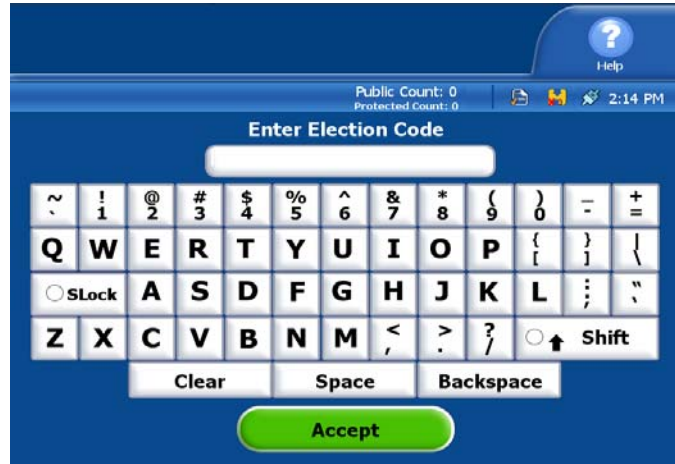 Help
Public Count: 0
Protected Count: 0
2:14 PM
Enter Election Code
~ ! @ # $ % ^ & * ( ) _ +
` 1 2 3 4 5 6 7 8 9 0 - =
Q W E R T Y U I O P { [ } ] | \
SLock A S D F G H J K L : ; " '
Z X C V B N M < , > . ? / Shift
Clear Space Backspace
Accept